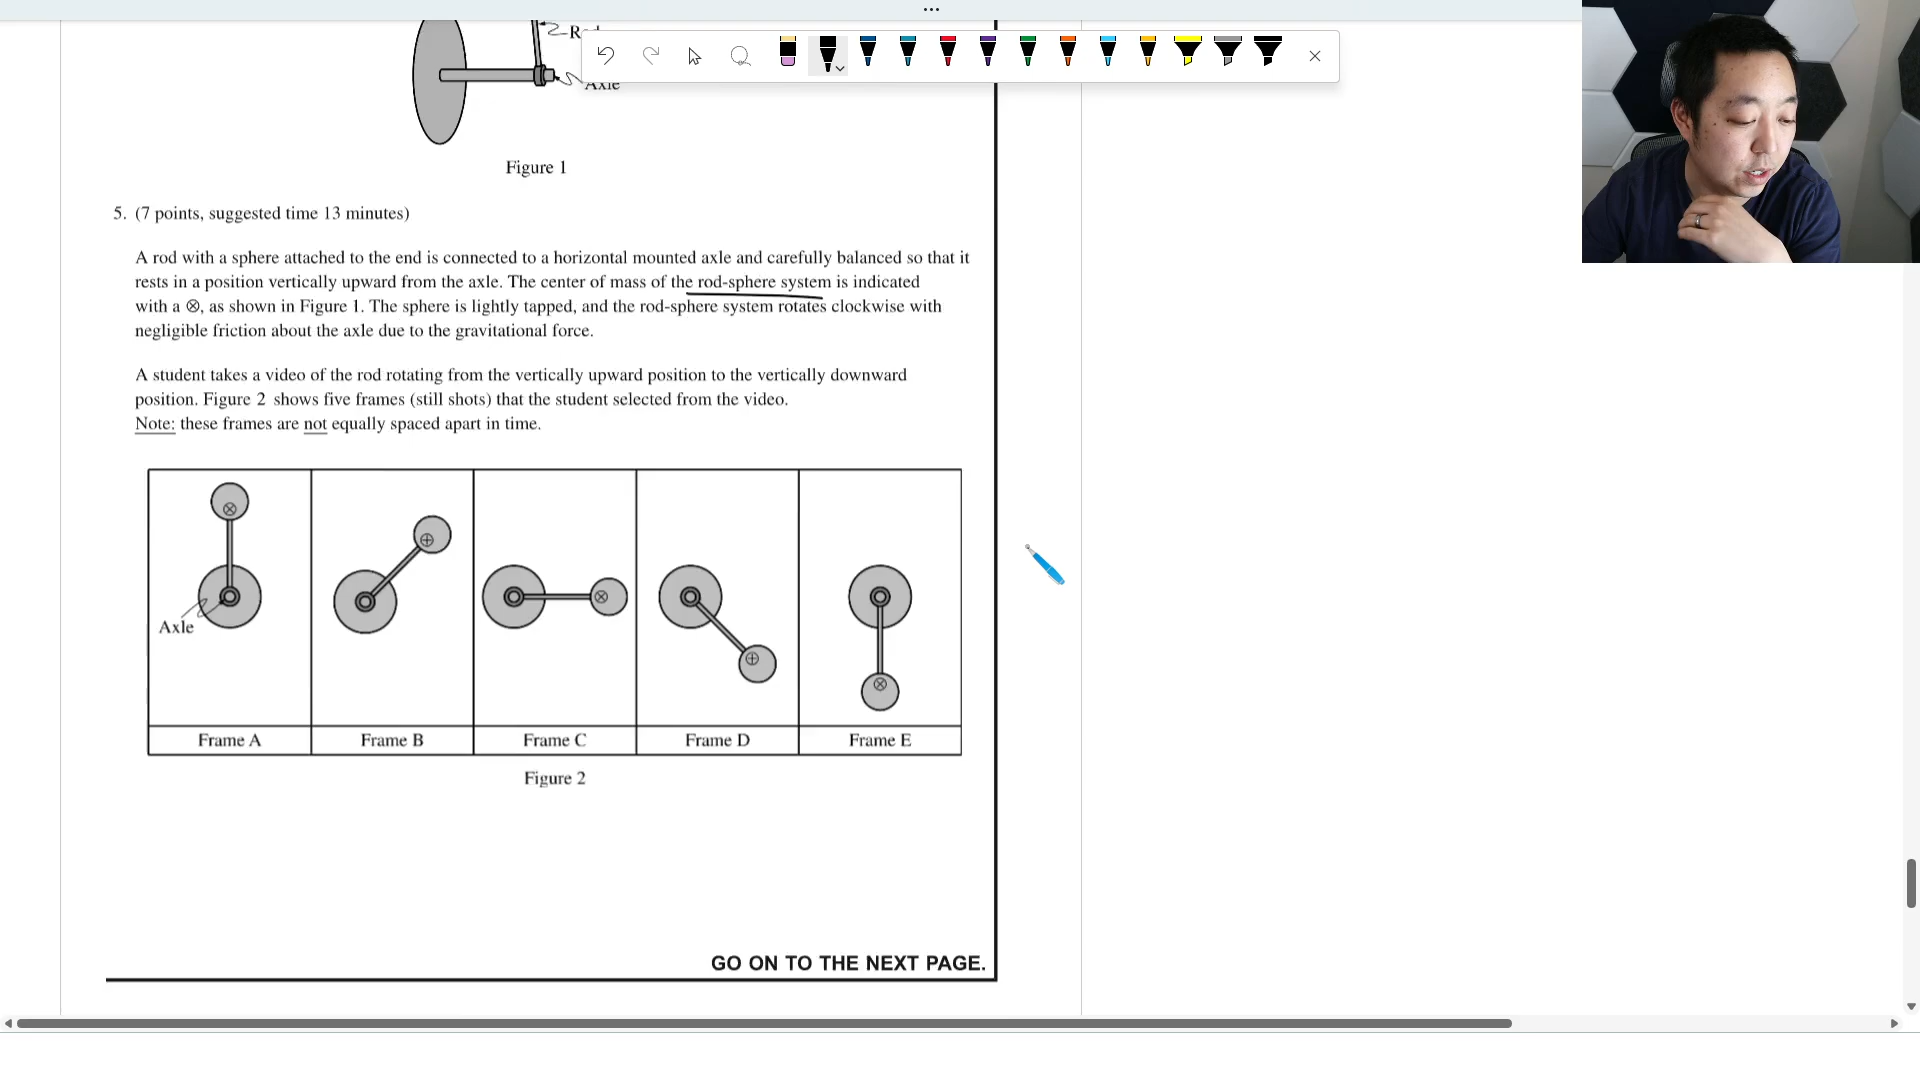 Axle
Figure 1
5. (7 points, suggested time 13 minutes)
A rod with a sphere attached to the end is connected to a horizontal mounted axle and carefully balanced so that it
rests in a position vertically upward from the axle. The center of mass of the rod-sphere system is indicated
with a ⊗, as shown in Figure 1. The sphere is lightly tapped, and the rod-sphere system rotates clockwise with
negligible friction about the axle due to the gravitational force.
A student takes a video of the rod rotating from the vertically upward position to the vertically downward
position. Figure 2 shows five frames (still shots) that the student selected from the video.
Note: these frames are not equally spaced apart in time.
Axle
Frame A Frame B Frame C Frame D Frame E
Figure 2
GO ON TO THE NEXT PAGE.